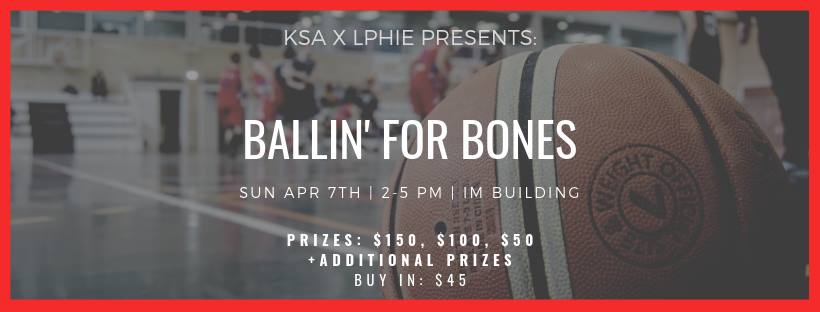 KSA X LPHIE PRESENTS:
BALLIN' FOR BONES
SUN APR 7TH | 2-5 PM | IM BUILDING
PRIZES: $150, $100, $50
+ADDITIONAL PRIZES
BUY IN: $45